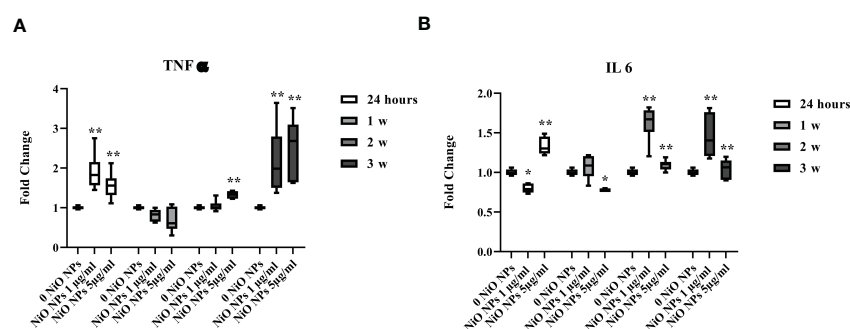 A
TNF α
Fold Change
4
3
2
1
0
**
**
**
**
**
0 NiO NPs
NiO NPs 1 µg/ml
NiO NPs 5µg/ml
0 NiO NPs
NiO NPs 1 µg/ml
NiO NPs 5µg/ml
0 NiO NPs
NiO NPs 1 µg/ml
NiO NPs 5µg/ml
0 NiO NPs
NiO NPs 1 µg/ml
NiO NPs 5µg/ml
24 hours
1 w
2 w
3 w
B
IL 6
Fold Change
2.0
1.5
1.0
0.5
0.0
*
**
*
**
**
**
**
0 NiO NPs
NiO NPs 1 µg/ml
NiO NPs 5µg/ml
0 NiO NPs
NiO NPs 1 µg/ml
NiO NPs 5µg/ml
0 NiO NPs
NiO NPs 1 µg/ml
NiO NPs 5µg/ml
0 NiO NPs
NiO NPs 1 µg/ml
NiO NPs 5µg/ml
24 hours
1 w
2 w
3 w